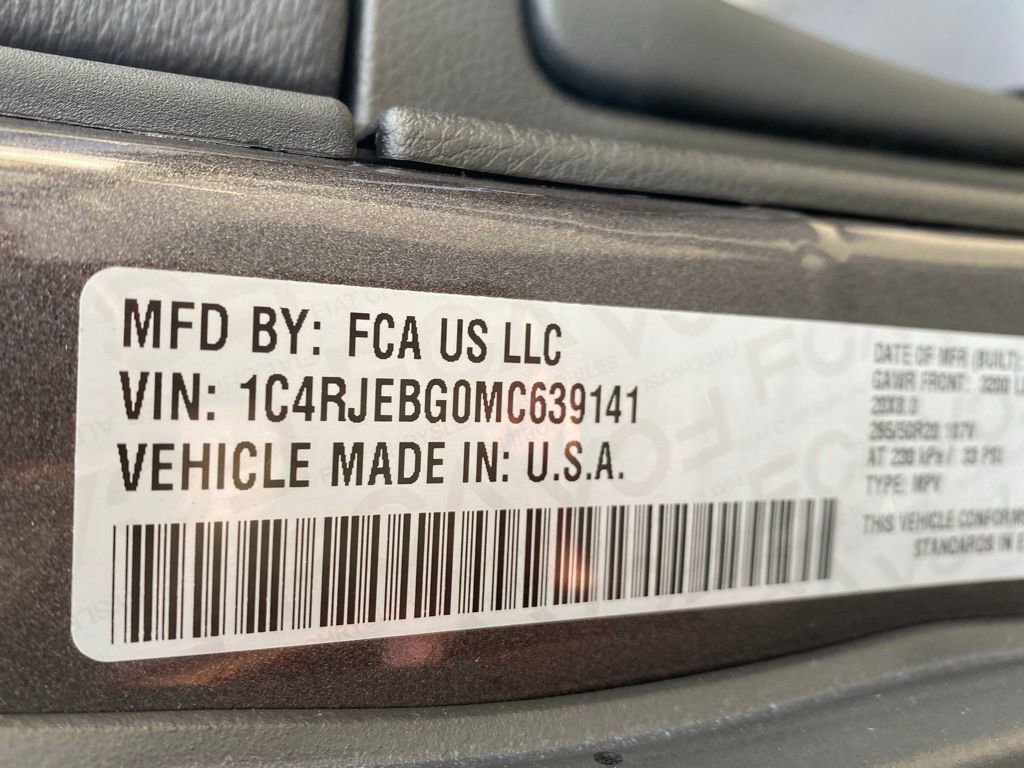 MFD BY: FCA US LLC
VIN: 1C4RJEBG0MC639141
VEHICLE MADE IN: U.S.A.
DATE OF MFR (BUILT):
GAWR FRONT: 3200
20X8.0
265/50R20 107V
AT 230 kPa / 33 PSI
TYPE: MPV
THIS VEHICLE CONFORMS
STANDARDS IN